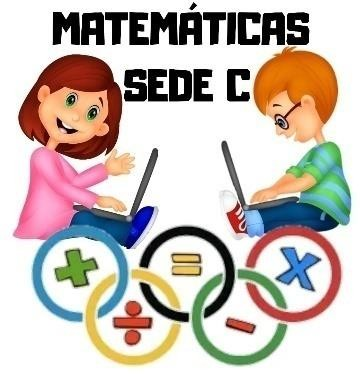 MATEMÁTICAS
SEDE C
+ = x
÷ -